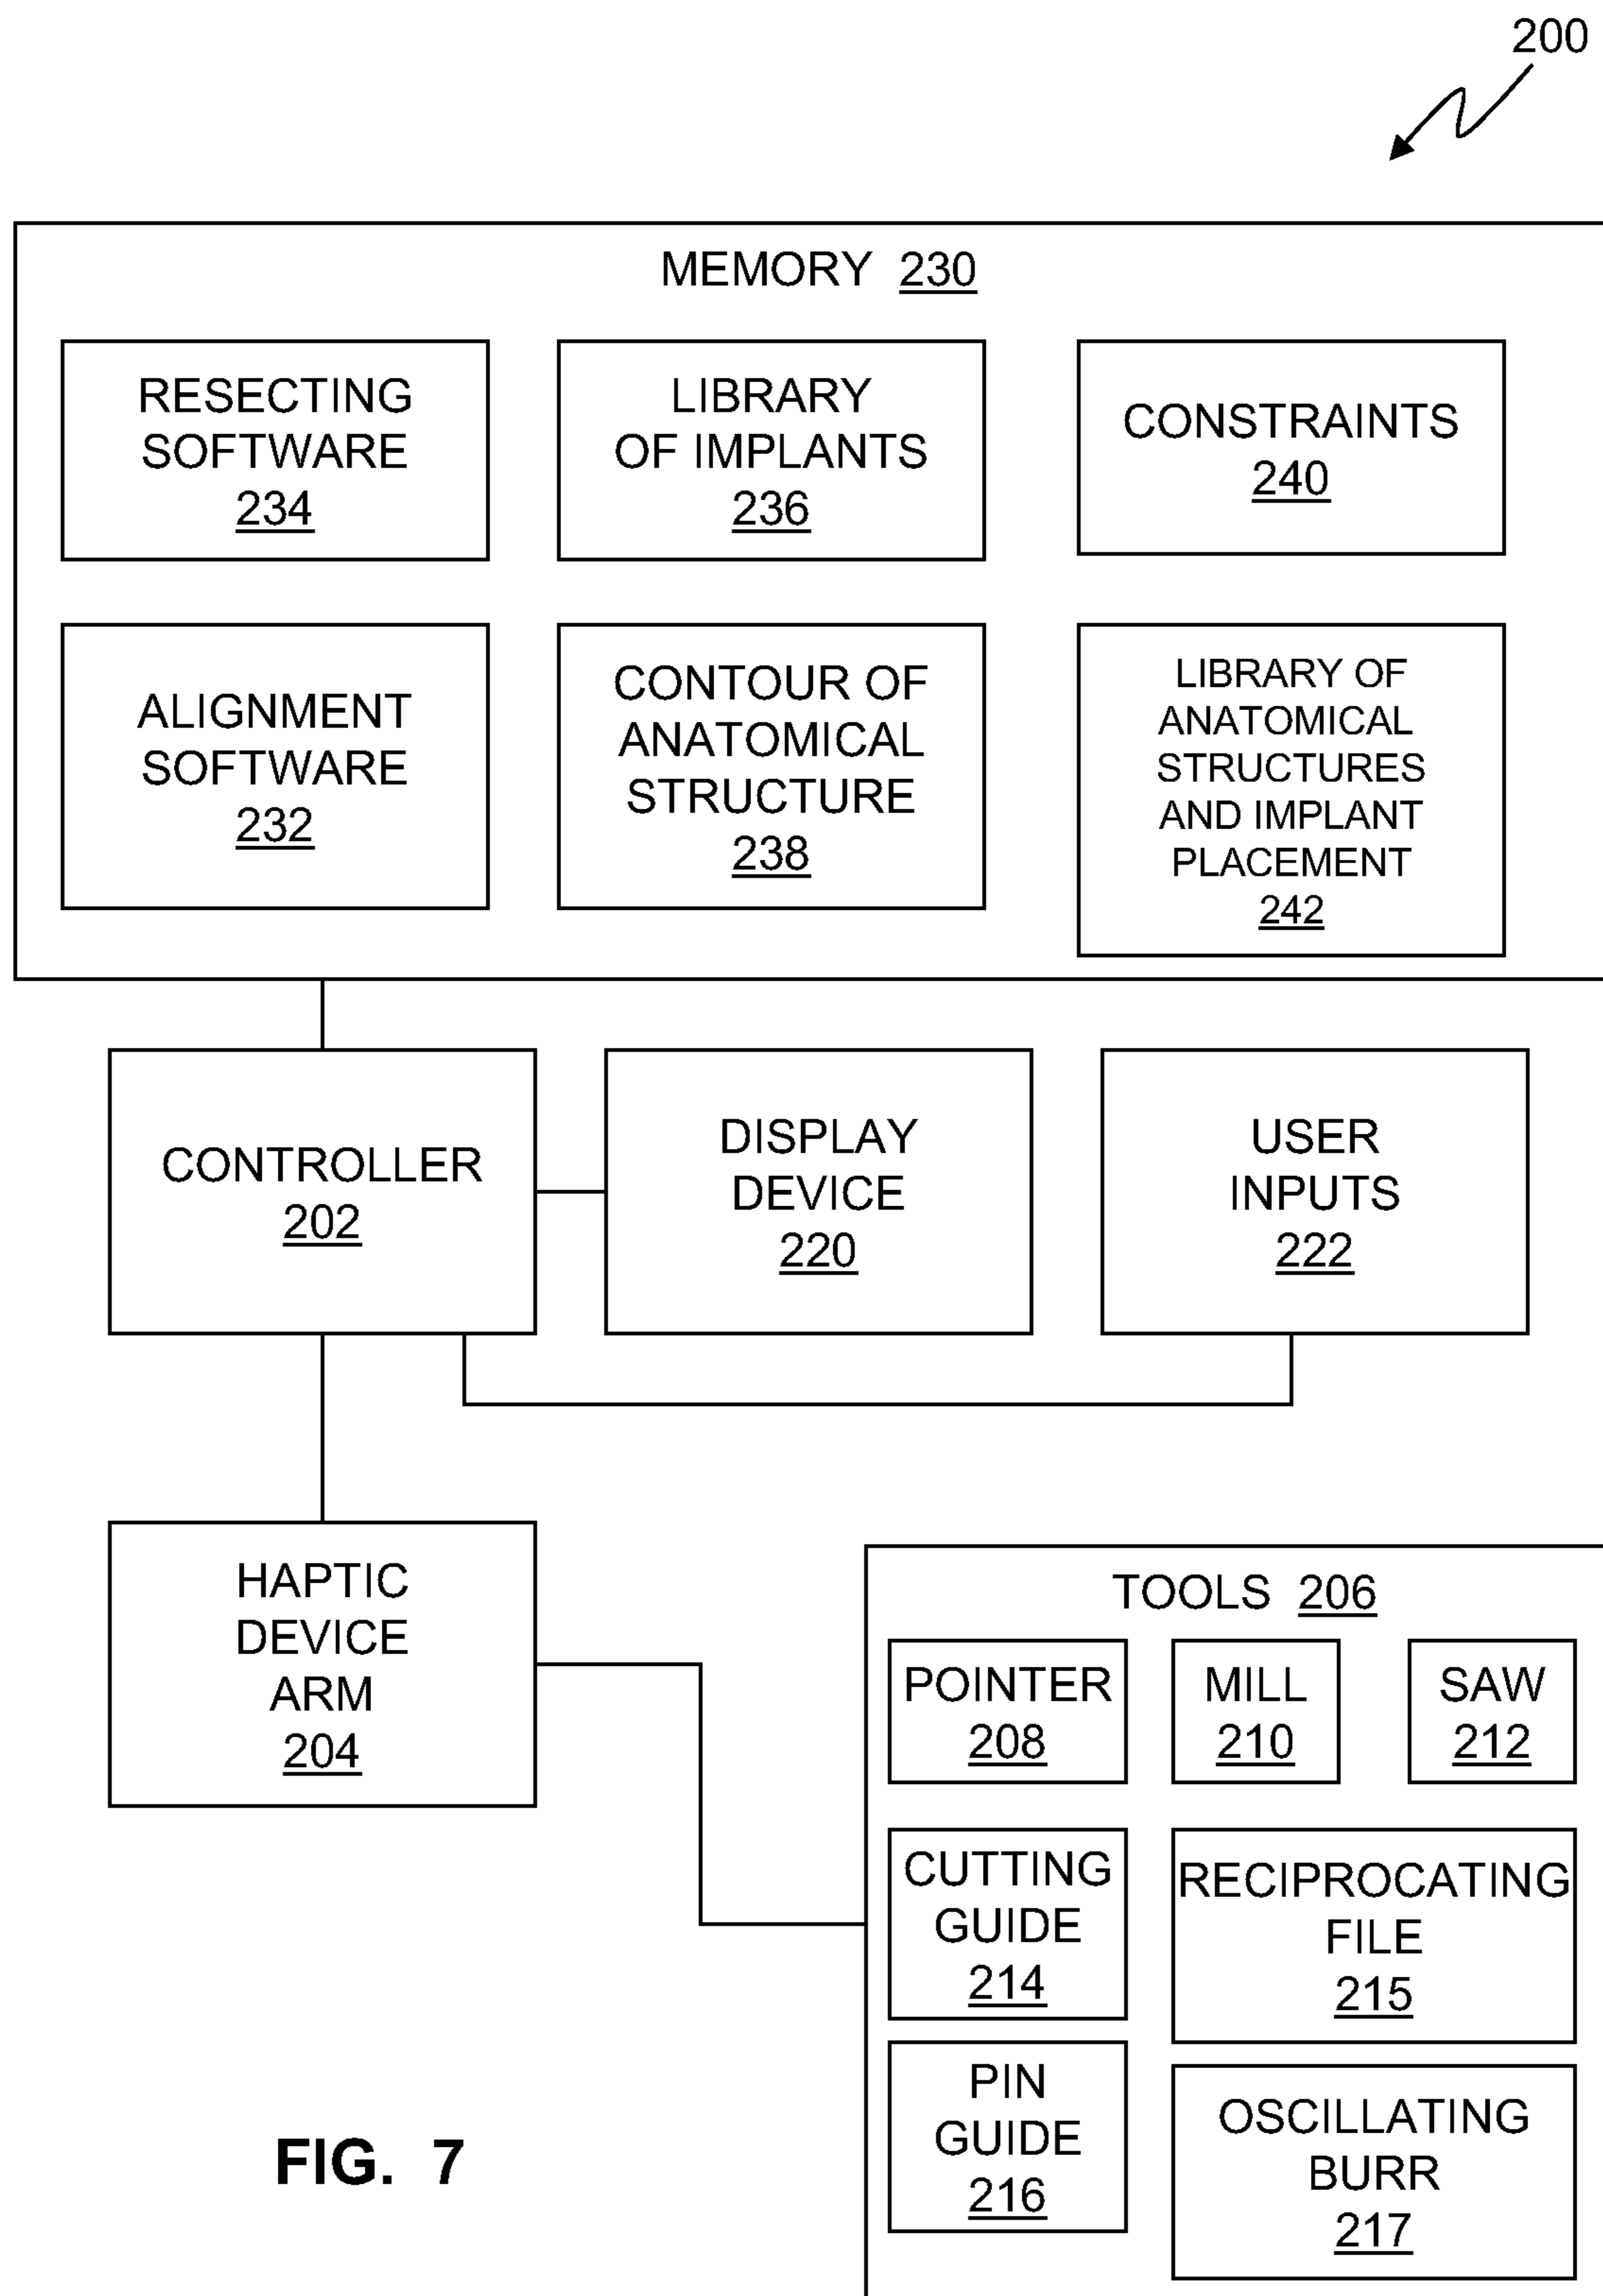 200
MEMORY 230
RESECTING
SOFTWARE
234
LIBRARY
OF IMPLANTS
236
CONSTRAINTS
240
ALIGNMENT
SOFTWARE
232
CONTOUR OF
ANATOMICAL
STRUCTURE
238
LIBRARY OF
ANATOMICAL
STRUCTURES
AND IMPLANT
PLACEMENT
242
CONTROLLER
202
DISPLAY
DEVICE
220
USER
INPUTS
222
HAPTIC
DEVICE
ARM
204
TOOLS 206
POINTER
208
MILL
210
SAW
212
CUTTING
GUIDE
214
RECIPROCATING
FILE
215
PIN
GUIDE
216
OSCILLATING
BURR
217
FIG. 7